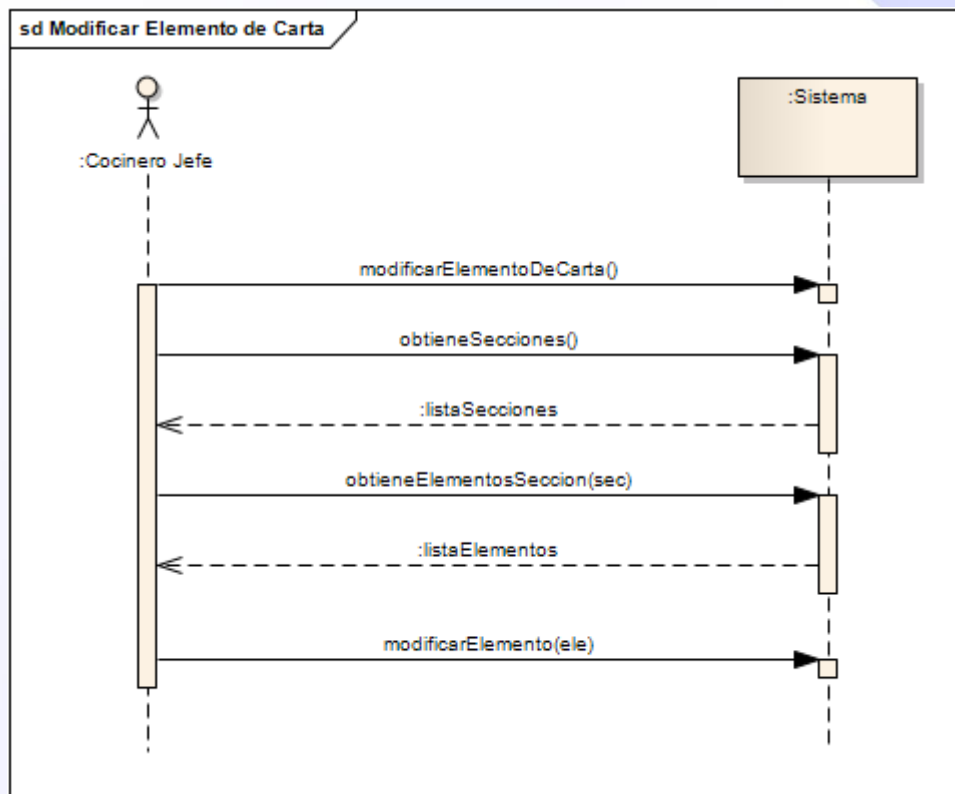 sd Modificar Elemento de Carta
:Sistema
:Cocinero Jefe
modificarElementoDeCarta()
obtieneSecciones()
:listaSecciones
obtieneElementosSeccion(sec)
:listaElementos
modificarElemento(ele)